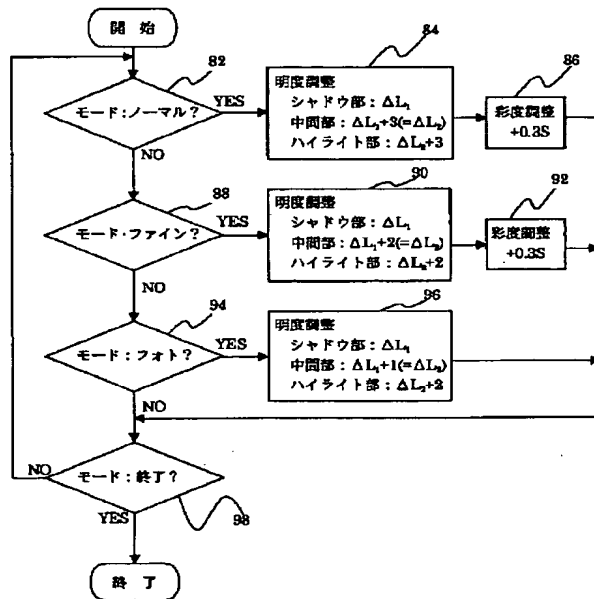 開 始
82
モード:ノーマル?
YES
NO
84
明度調整
シャドウ部:ΔL₁
中間部:ΔL₁+3(=ΔL₂)
ハイライト部:ΔL₂+3
86
彩度調整
+0.3S
88
モード・ファイン?
YES
NO
90
明度調整
シャドウ部:ΔL₁
中間部:ΔL₁+2(=ΔL₂)
ハイライト部:ΔL₂+2
92
彩度調整
+0.3S
94
モード:フォト?
YES
NO
96
明度調整
シャドウ部:ΔL₁
中間部:ΔL₁+1(=ΔL₂)
ハイライト部:ΔL₂+2
NO
モード:終了?
YES
98
終 了